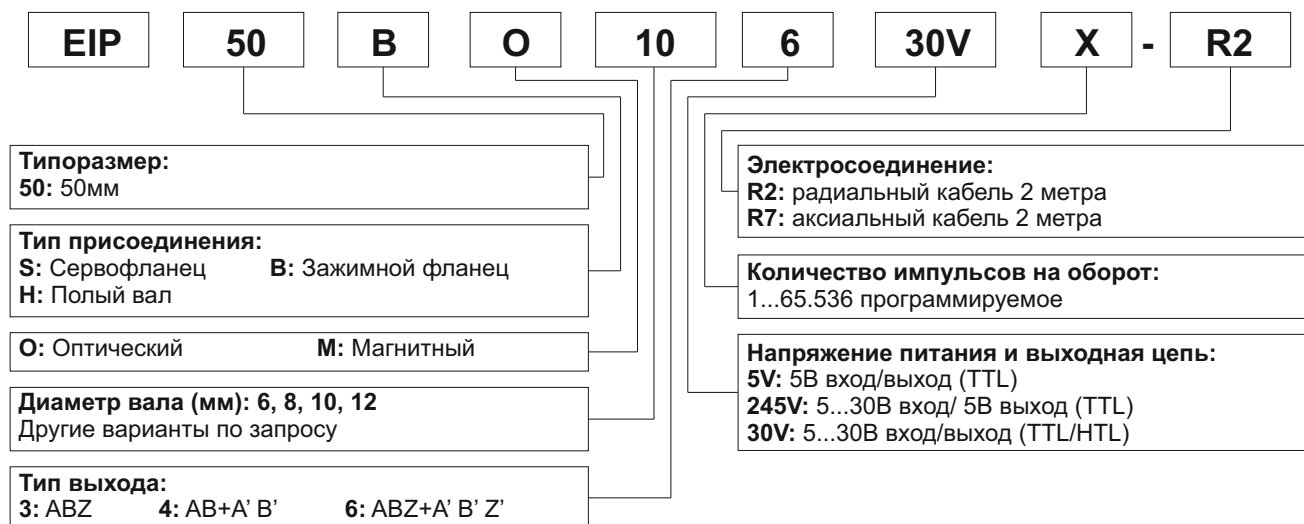 EIP 50 B O 10 6 30V X - R2
Типоразмер:
50: 50мм
Тип присоединения:
S: Сервофланец B: Зажимной фланец
H: Полый вал
O: Оптический M: Магнитный
Диаметр вала (мм): 6, 8, 10, 12
Другие варианты по запросу
Тип выхода:
3: ABZ 4: AB+A’ B’ 6: ABZ+A’ B’ Z’
Электросоединение:
R2: радиальный кабель 2 метра
R7: аксиальный кабель 2 метра
Количество импульсов на оборот:
1...65.536 программируемое
Напряжение питания и выходная цепь:
5V: 5В вход/выход (TTL)
245V: 5...30В вход/ 5В выход (TTL)
30V: 5...30В вход/выход (TTL/HTL)